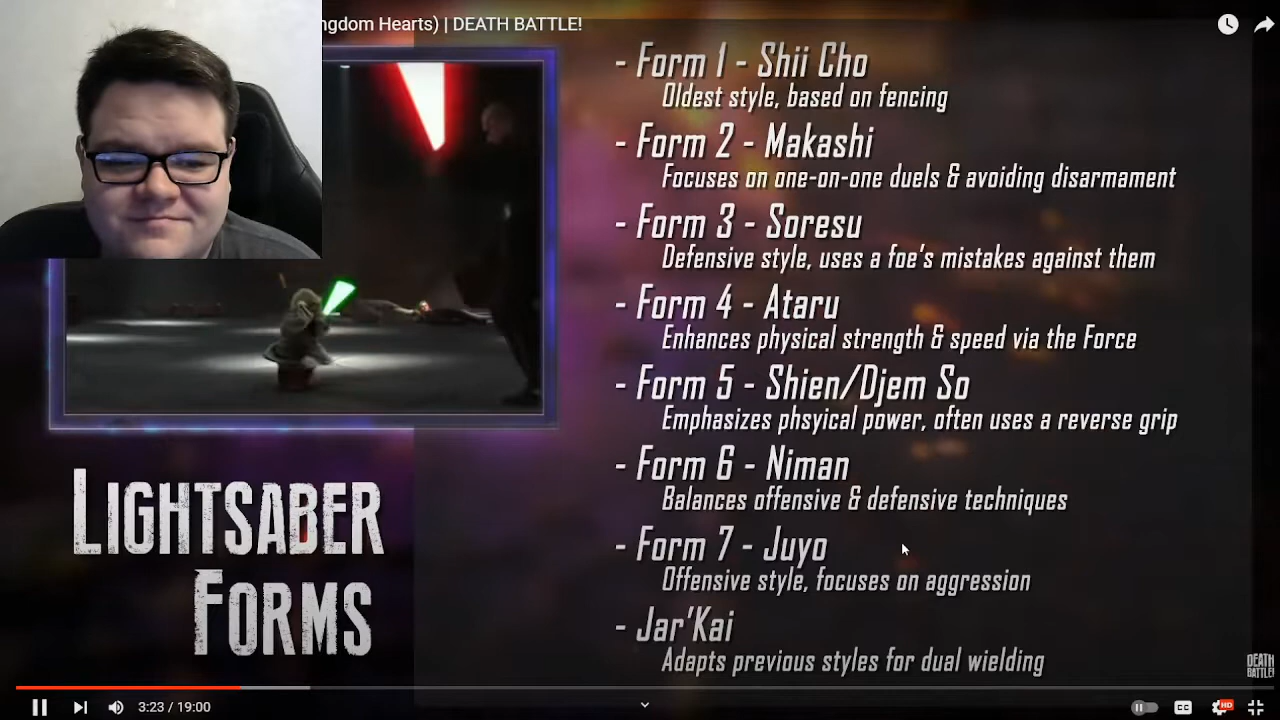 ngdom Hearts) | DEATH BATTLE!
- Form 1 - Shii Cho
Oldest style, based on fencing
- Form 2 - Makashi
Focuses on one-on-one duels & avoiding disarmament
- Form 3 - Soresu
Defensive style, uses a foe's mistakes against them
- Form 4 - Ataru
Enhances physical strength & speed via the Force
- Form 5 - Shien/Djem So
Emphasizes phsyical power, often uses a reverse grip
- Form 6 - Niman
Balances offensive & defensive techniques
- Form 7 - Juyo
Offensive style, focuses on aggression
- Jar'Kai
Adapts previous styles for dual wielding
LIGHTSABER
FORMS
DEATH
BATTLE!
3:23 / 19:00
CC
HD